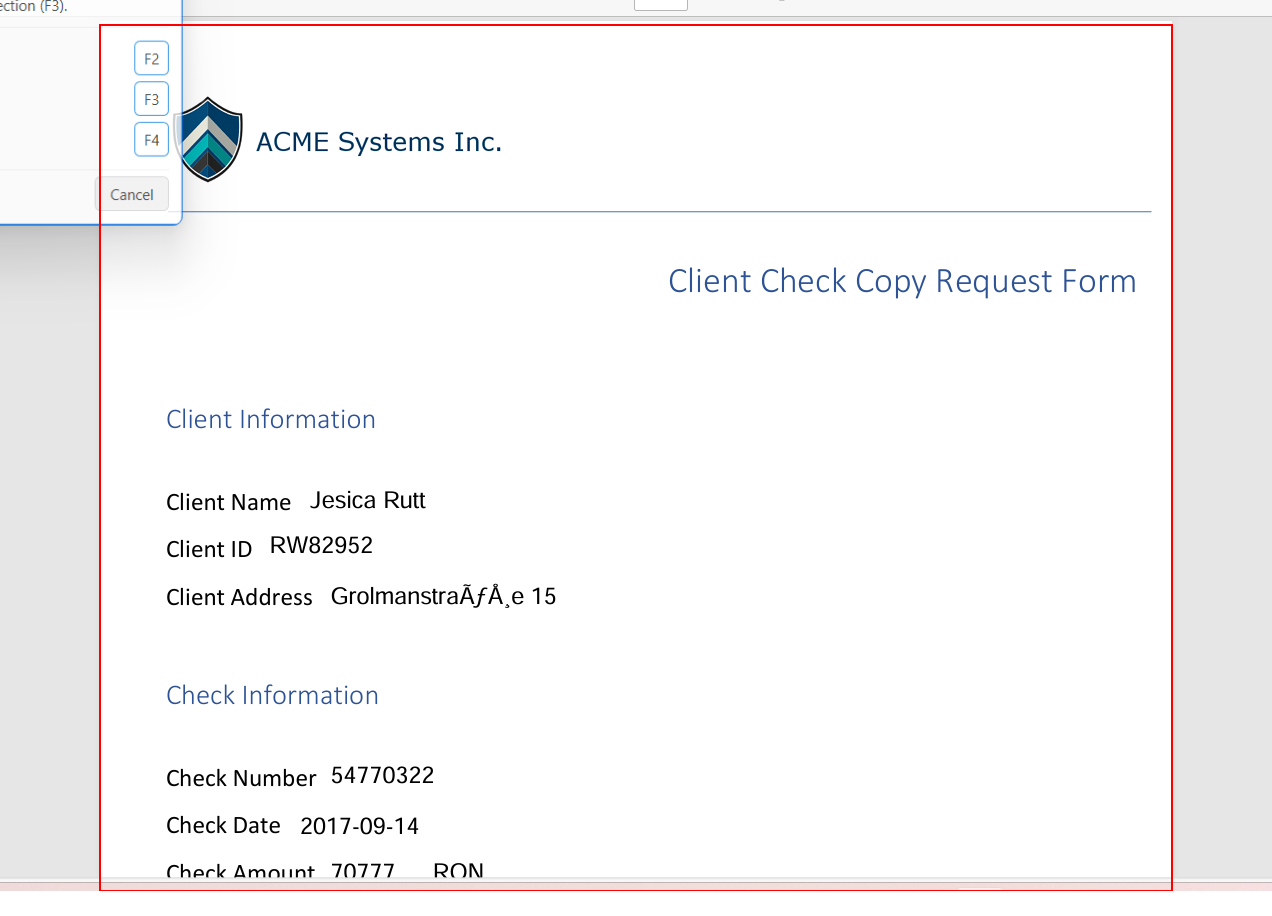 ection (F3).
F2
F3
F4
Cancel
ACME Systems Inc.
Client Check Copy Request Form
Client Information
Client Name Jesica Rutt
Client ID RW82952
Client Address GrolmanstraÃƒÅ¸e 15
Check Information
Check Number 54770322
Check Date 2017-09-14
Check Amount 70777 RON